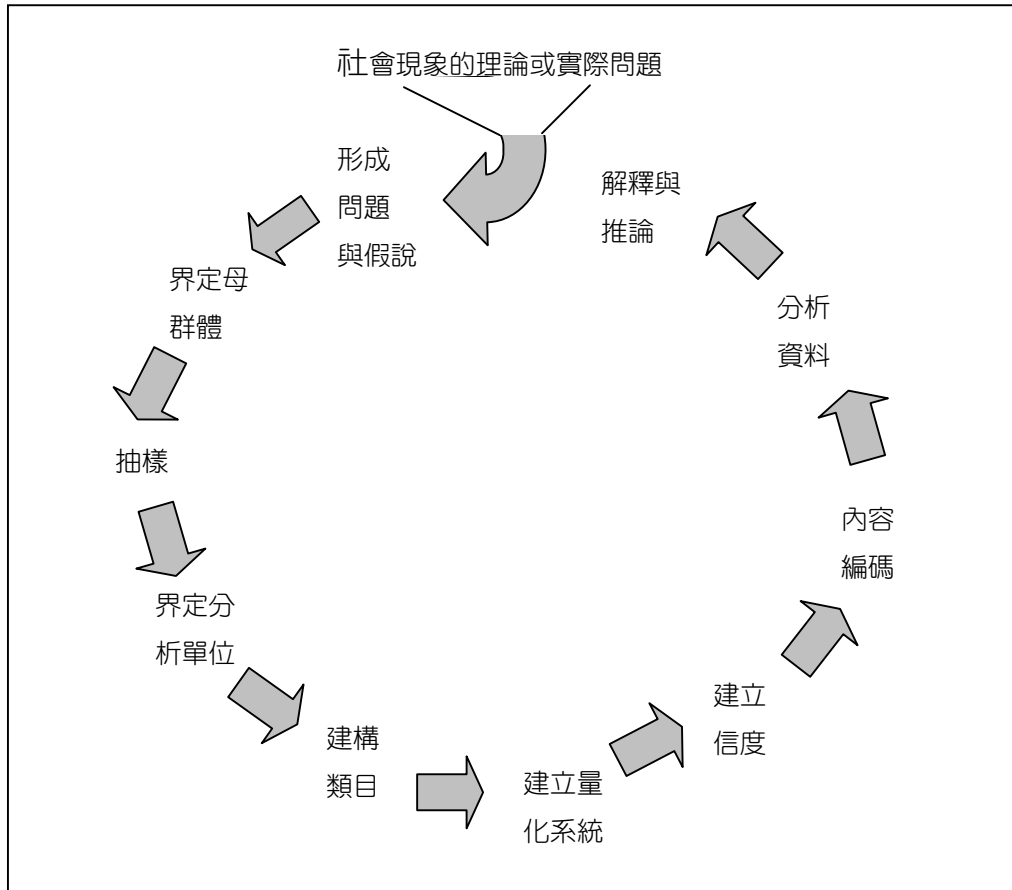 社會現象的理論或實際問題
形成
問題
與假說
界定母
群體
抽樣
界定分
析單位
建構
類目
建立量
化系統
建立
信度
內容
編碼
分析
資料
解釋與
推論